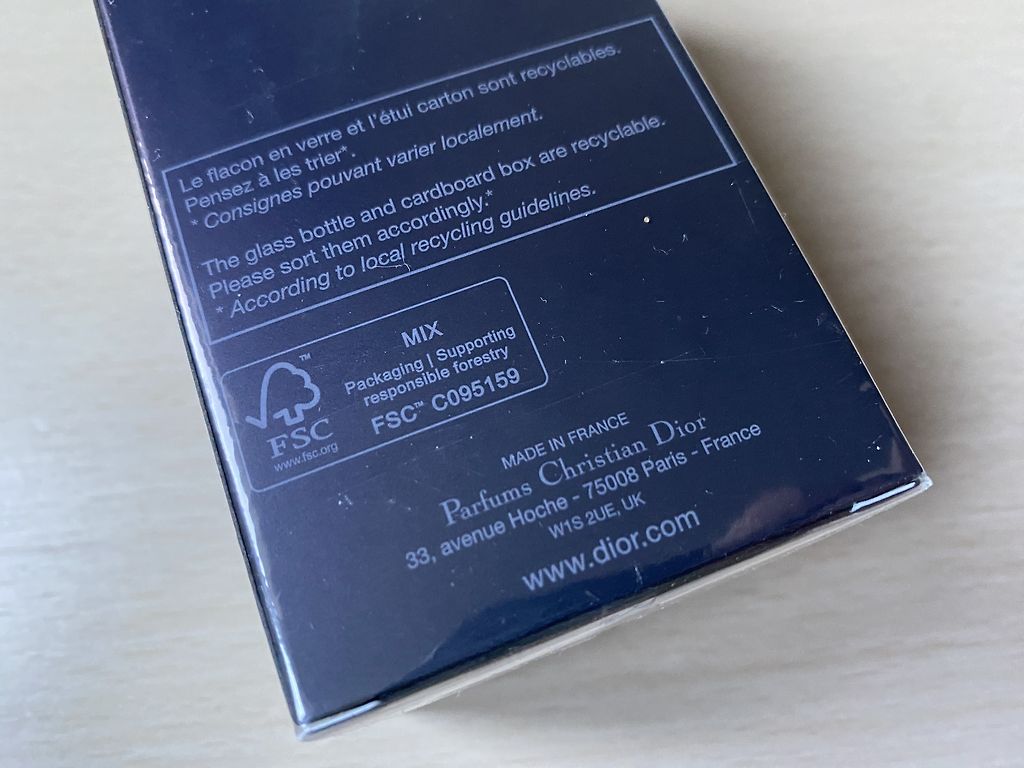 Le flacon en verre et l'étui carton sont recyclables.
Pensez à les trier*.
* Consignes pouvant varier localement.
The glass bottle and cardboard box are recyclable.
Please sort them accordingly.*
* According to local recycling guidelines.
FSC
www.fsc.org
MIX
Packaging | Supporting
responsible forestry
FSC™ C095159
MADE IN FRANCE
Parfums Christian Dior
33, avenue Hoche - 75008 Paris - France
W1S 2UE, UK
www.dior.com